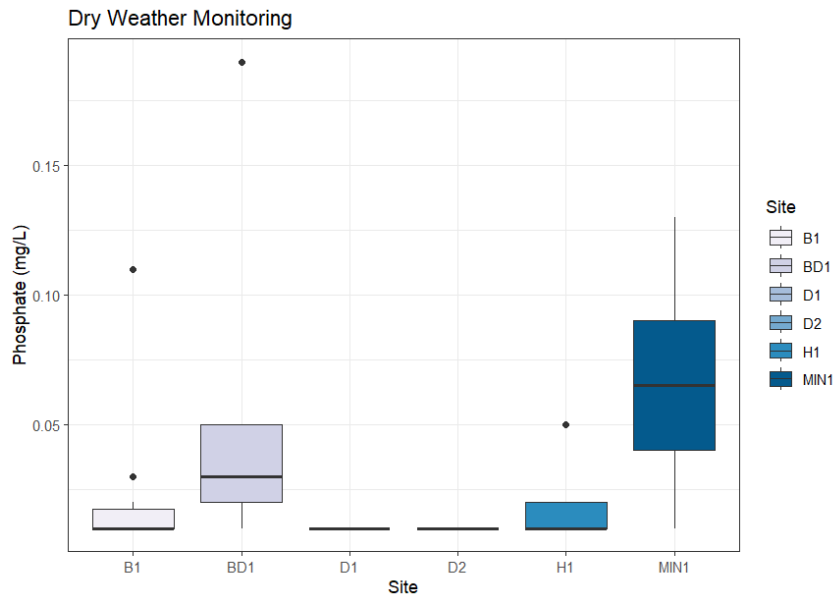 Dry Weather Monitoring
Phosphate (mg/L)
0.15
0.10
0.05
B1
BD1
D1
D2
H1
MIN1
Site
Site
B1
BD1
D1
D2
H1
MIN1